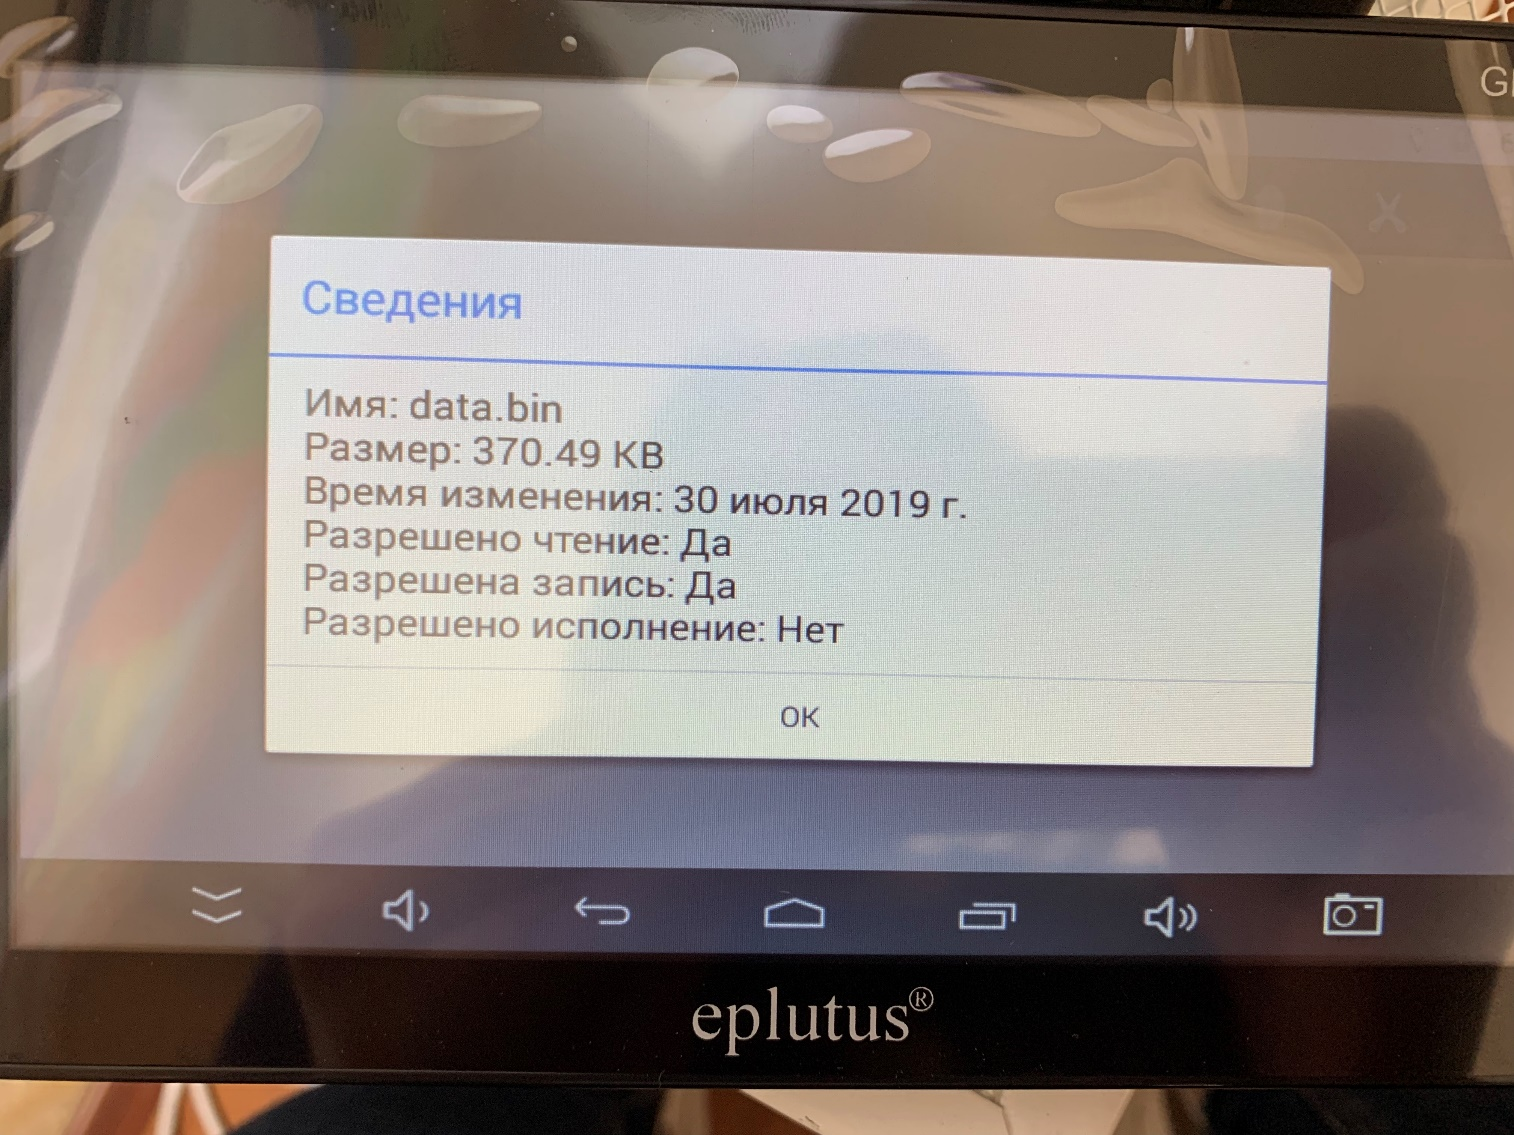 Сведения
Имя: data.bin
Размер: 370.49 KB
Время изменения: 30 июля 2019 г.
Разрешено чтение: Да
Разрешена запись: Да
Разрешено исполнение: Нет
ОК
eplutus®